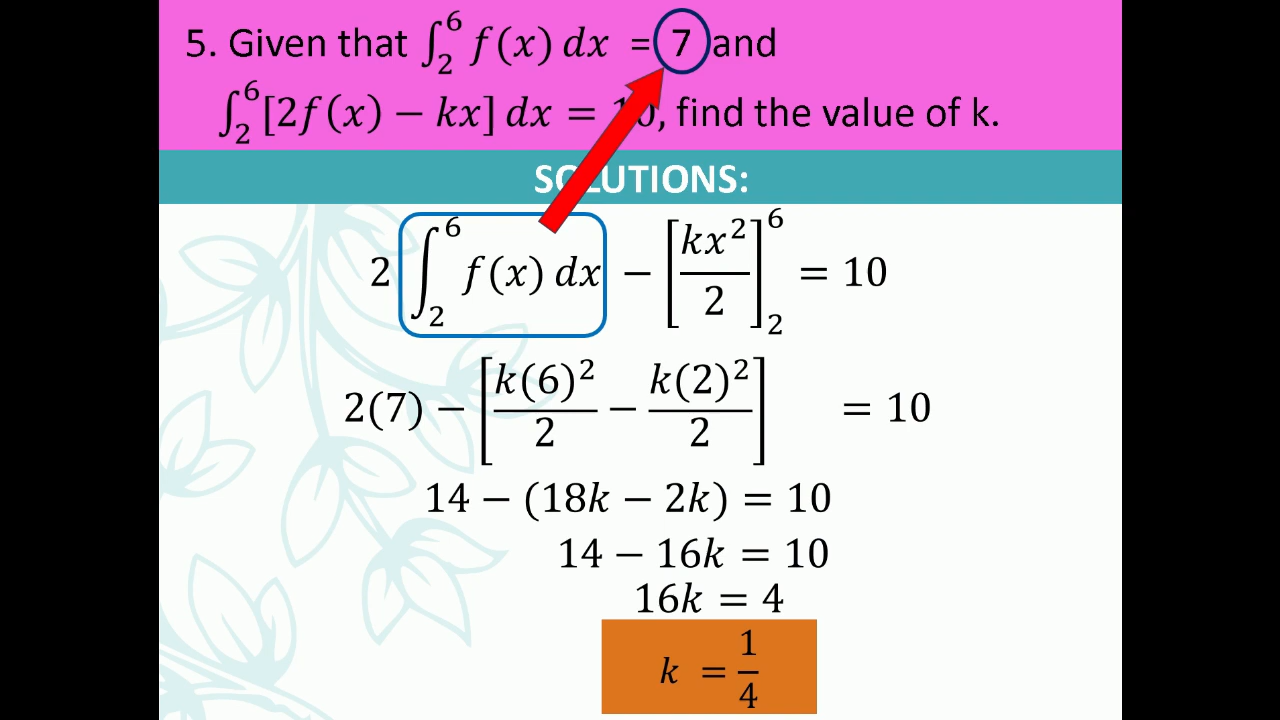 5. Given that ∫₂⁶ f(x) dx = 7 and
∫₂⁶ [2f(x) − kx] dx = 10, find the value of k.
SOLUTIONS:
2 ∫₂⁶ f(x) dx − [kx²/2]₂⁶ = 10
2(7) − [k(6)²/2 − k(2)²/2] = 10
14 − (18k − 2k) = 10
14 − 16k = 10
16k = 4
k = 1/4